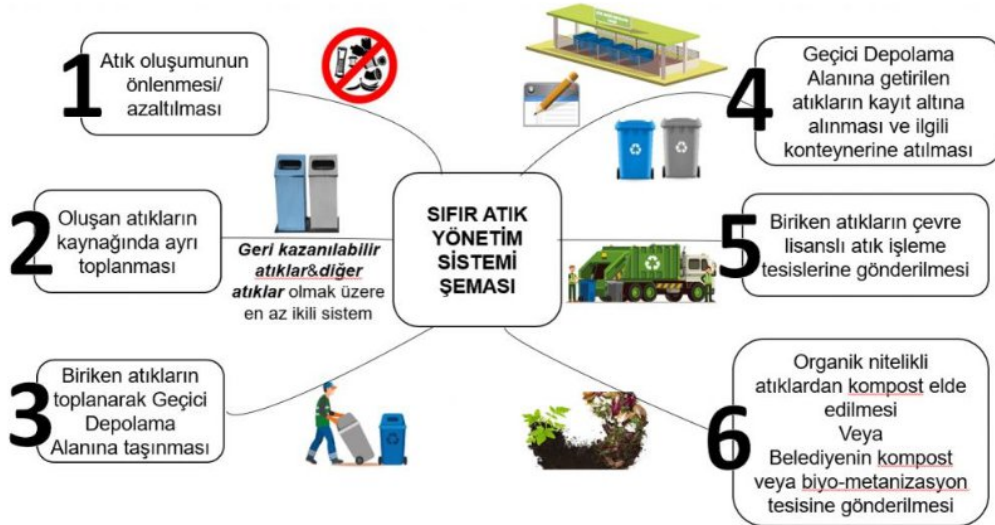 1
Atık oluşumunun
önlenmesi/
azaltılması
2
Oluşan atıkların
kaynağında ayrı
toplanması
Geri kazanılabilir
atıklar&diğer
atıklar olmak üzere
en az ikili sistem
3
Biriken atıkların
toplanarak Geçici
Depolama
Alanına taşınması
SIFIR ATIK
YÖNETİM
SİSTEMİ
ŞEMASI
4
Geçici Depolama
Alanına getirilen
atıkların kayıt altına
alınması ve ilgili
konteynerine atılması
5
Biriken atıkların çevre
lisanslı atık işleme
tesislerine gönderilmesi
6
Organik nitelikli
atıklardan kompost elde
edilmesi
Veya
Belediyenin kompost
veya biyo-metanizasyon
tesisine gönderilmesi